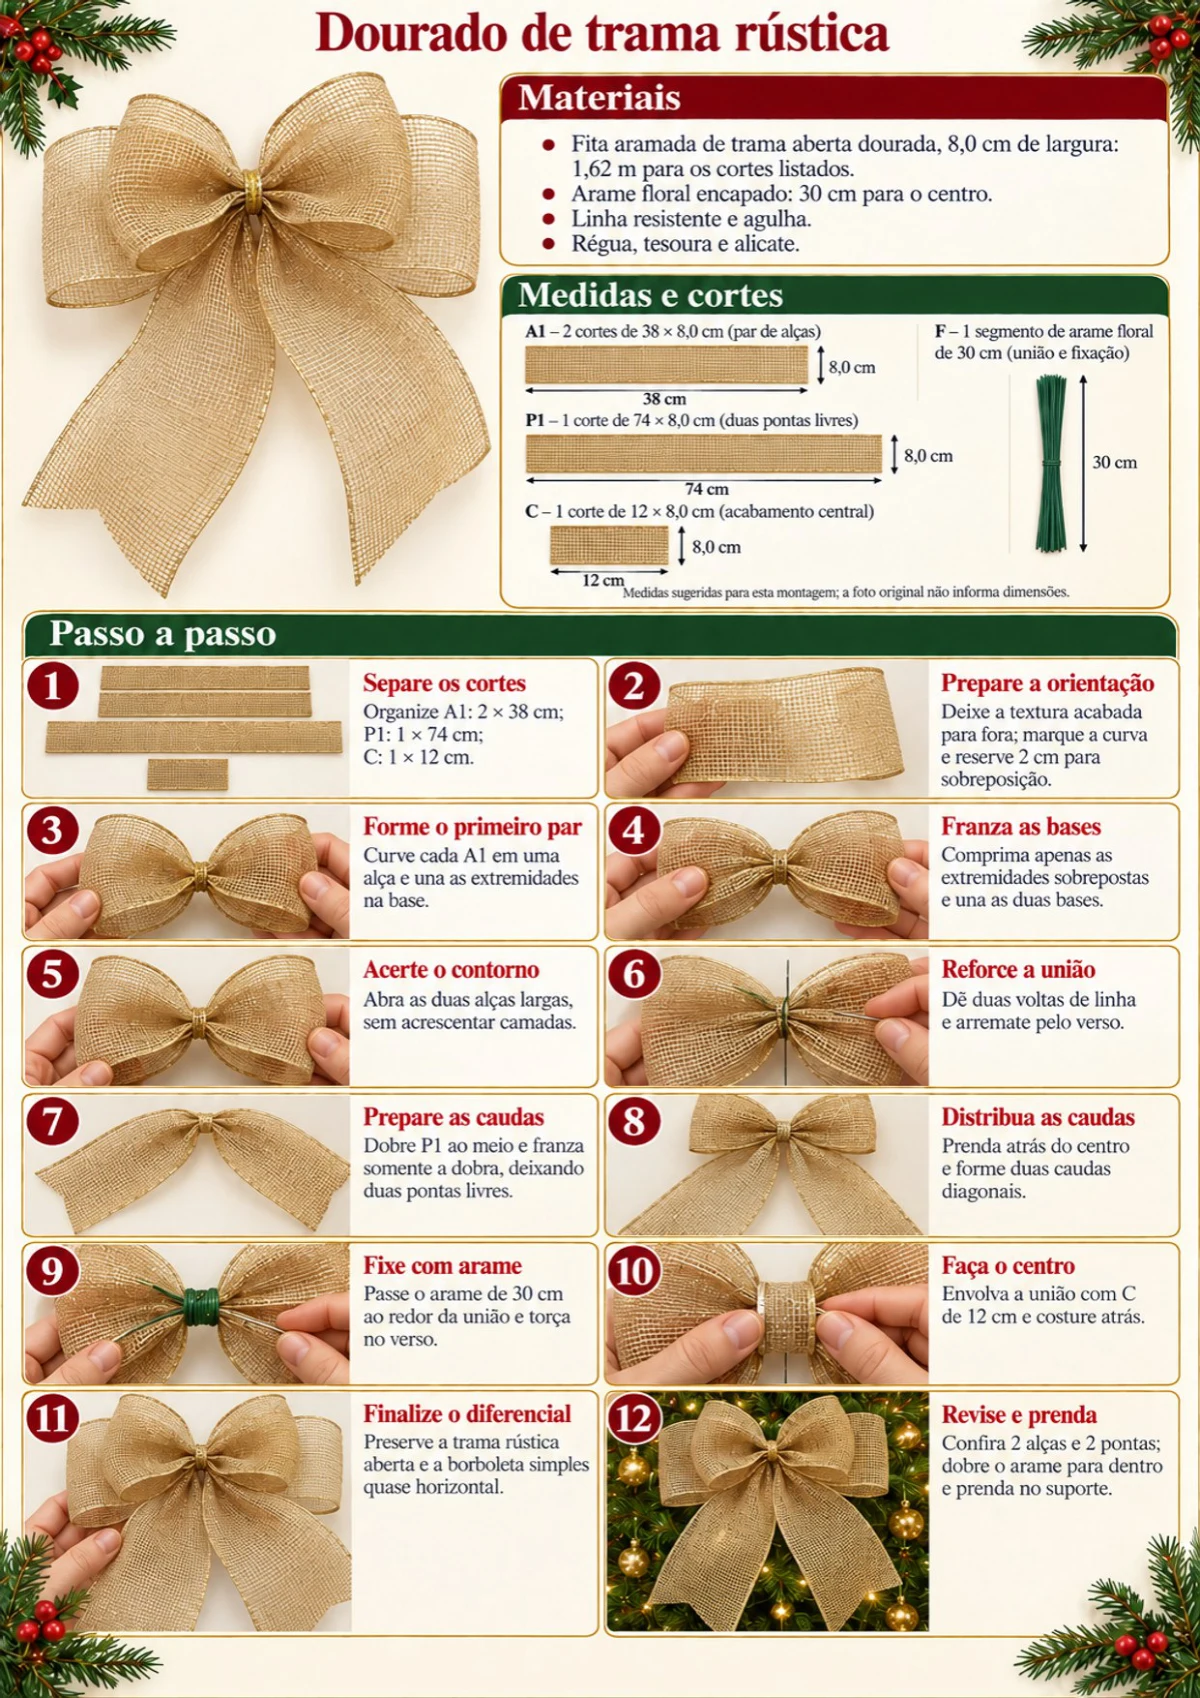 Dourado de trama rústica
Materiais
Fita aramada de trama aberta dourada, 8,0 cm de largura:
1,62 m para os cortes listados.
Arame floral encapado: 30 cm para o centro.
Linha resistente e agulha.
Régua, tesoura e alicate.
Medidas e cortes
A1 – 2 cortes de 38 × 8,0 cm (par de alças)
8,0 cm
38 cm
P1 – 1 corte de 74 × 8,0 cm (duas pontas livres)
8,0 cm
74 cm
C – 1 corte de 12 × 8,0 cm (acabamento central)
8,0 cm
12 cm
F – 1 segmento de arame floral
de 30 cm (união e fixação)
30 cm
Medidas sugeridas para esta montagem; a foto original não informa dimensões.
Passo a passo
1
Separe os cortes
Organize A1: 2 × 38 cm;
P1: 1 × 74 cm;
C: 1 × 12 cm.
2
Prepare a orientação
Deixe a textura acabada
para fora; marque a curva
e reserve 2 cm para
sobreposição.
3
Forme o primeiro par
Curve cada A1 em uma
alça e una as extremidades
na base.
4
Franza as bases
Comprima apenas as
extremidades sobrepostas
e una as duas bases.
5
Acerte o contorno
Abra as duas alças largas,
sem acrescentar camadas.
6
Reforce a união
Dê duas voltas de linha
e arremate pelo verso.
7
Prepare as caudas
Dobre P1 ao meio e franza
somente a dobra, deixando
duas pontas livres.
8
Distribua as caudas
Prenda atrás do centro
e forme duas caudas
diagonais.
9
Fixe com arame
Passe o arame de 30 cm
ao redor da união e torça
no verso.
10
Faça o centro
Envolva a união com C
de 12 cm e costure atrás.
11
Finalize o diferencial
Preserve a trama rústica
aberta e a borboleta simples
quase horizontal.
12
Revise e prenda
Confira 2 alças e 2 pontas;
dobre o arame para dentro
e prenda no suporte.